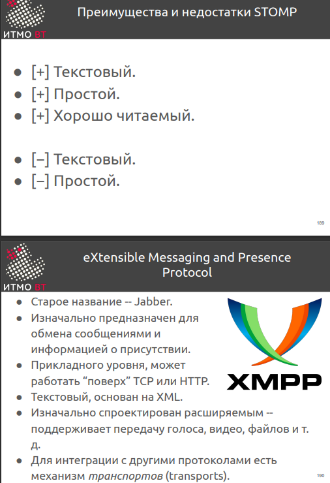 Преимущества и недостатки STOMP
ИТМО ВТ
● [+] Текстовый.
● [+] Простой.
● [+] Хорошо читаемый.
● [–] Текстовый.
● [–] Простой.
eXtensible Messaging and Presence
Protocol
ИТМО ВТ
● Старое название -- Jabber.
● Изначально предназначен для
обмена сообщениями и
информацией о присутствии.
● Прикладного уровня, может
работать “поверх” TCP или HTTP.
● Текстовый, основан на XML.
● Изначально спроектирован расширяемым --
поддерживает передачу голоса, видео, файлов и т.
д.
● Для интеграции с другими протоколами есть
механизм транспортов (transports).
XMPP